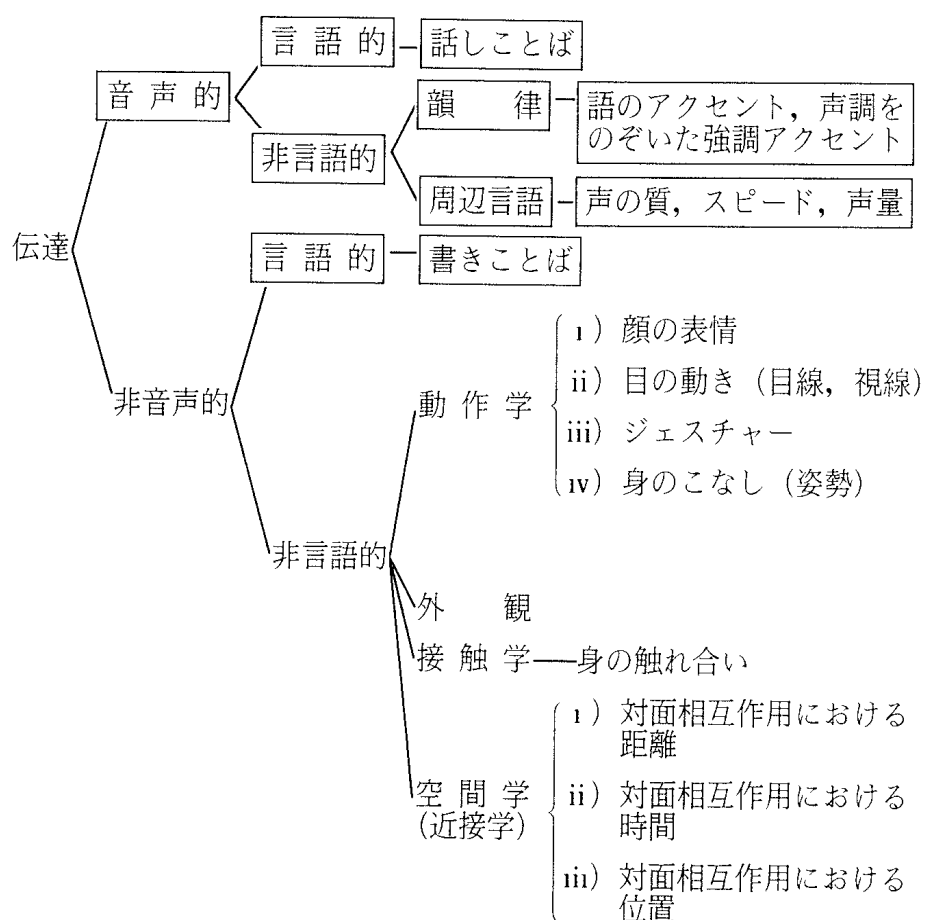 言語的
話しことば
音声的
韻律
語のアクセント，声調を
のぞいた強調アクセント
非言語的
周辺言語
声の質，スピード，声量
伝達
言語的
書きことば
非音声的
動作学
i）顔の表情
ii）目の動き（目線，視線）
iii）ジェスチャー
iv）身のこなし（姿勢）
非言語的
外観
接触学
身の触れ合い
空間学
（近接学）
i）対面相互作用における
距離
ii）対面相互作用における
時間
iii）対面相互作用における
位置